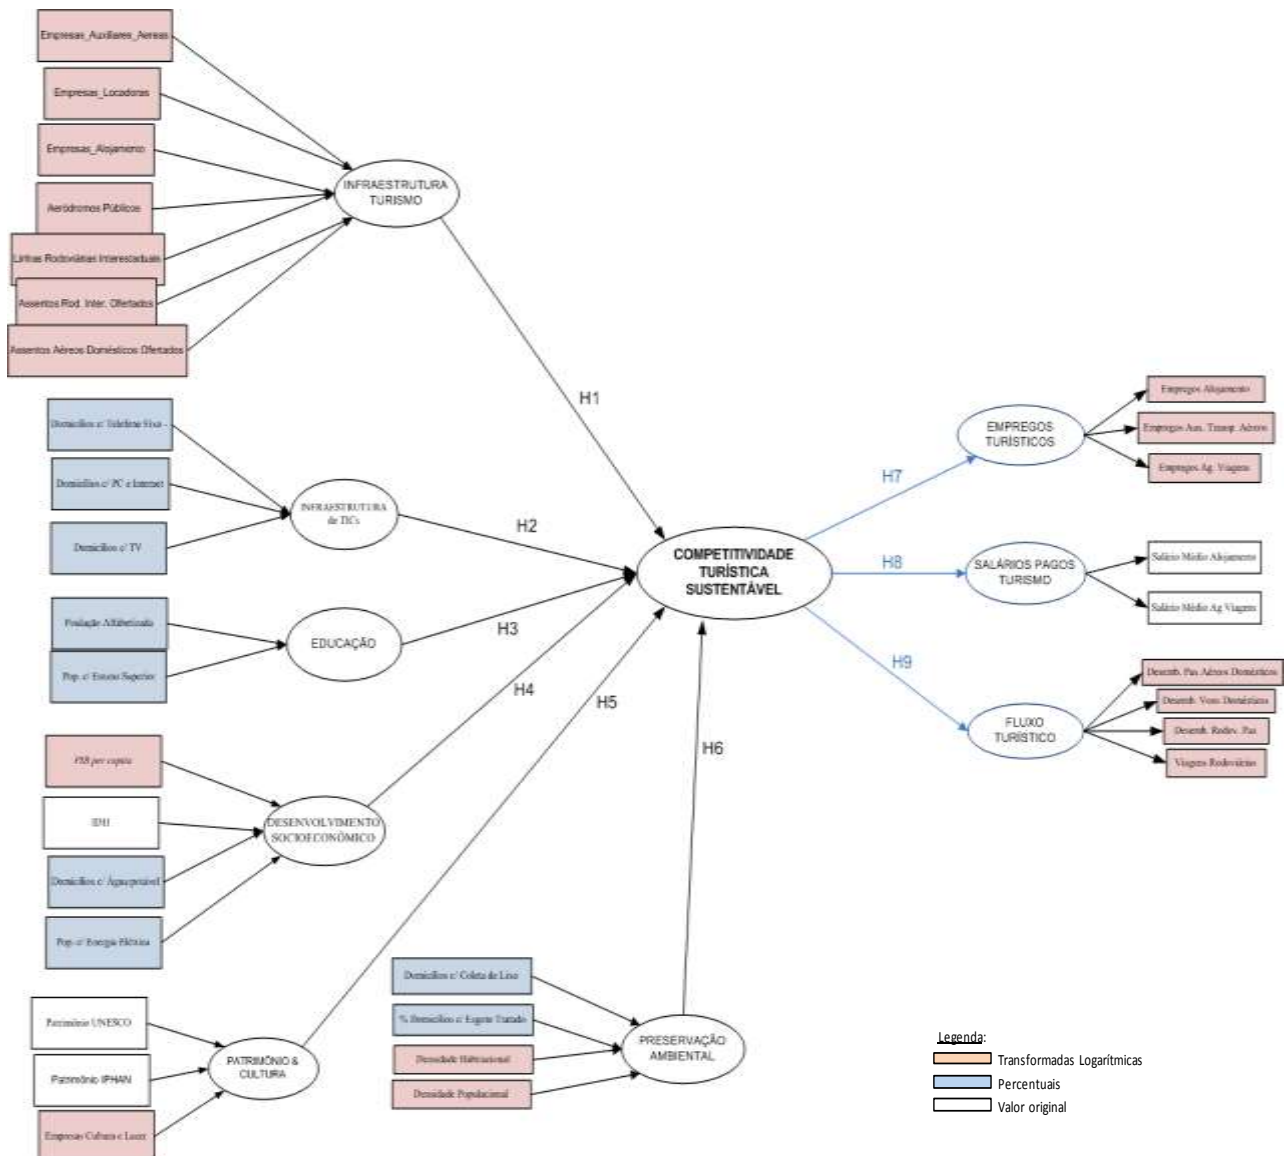 Empresas_Auxiliares_Aereas
Empresas_Locadoras
Empresas_Alojamento
Aeródromos Públicos
Linhas Rodoviárias Interestaduais
Assentos Rod. Inter. Ofertados
Assentos Aéreos Domésticos Ofertados
INFRAESTRUTURA
TURISMO
H1
Domicílios c/ Telefone Fixo -
Domicílios c/ PC e Internet
Domicílios c/ TV
INFRAESTRUTURA
de TICs
H2
Alfabetizada
Pop. c/ Ensino Superior
EDUCAÇÃO
H3
PIB per capita
IDH
Domicílios c/ Água potável
Pop. c/ Energia Elétrica
DESENVOLVIMENTO
SOCIOECONÔMICO
H4
Patrimônio UNESCO
Patrimônio IPHAN
Empresas Cultura e Lazer
PATRIMÔNIO &
CULTURA
H5
Domicílios c/ Coleta de Lixo
% Domicílios c/ Esgoto Tratado
Densidade Habitacional
Densidade Populacional
PRESERVAÇÃO
AMBIENTAL
H6
COMPETITIVIDADE
TURÍSTICA
SUSTENTÁVEL
H7
EMPREGOS
TURÍSTICOS
Empregos Alojamento
Empregos Aux. Transp. Aéreos
Empregos Ag. Viagens
H8
SALÁRIOS PAGOS
TURISMO
Salário Médio Alojamento
Salário Médio Ag Viagens
H9
FLUXO
TURÍSTICO
Desemb. Pax Aéreos Domésticos
Desemb. Voos Domésticos
Desemb. Rodov. Pax
Viagens Rodoviárias
Legenda:
Transformadas Logarítmicas
Percentuais
Valor original